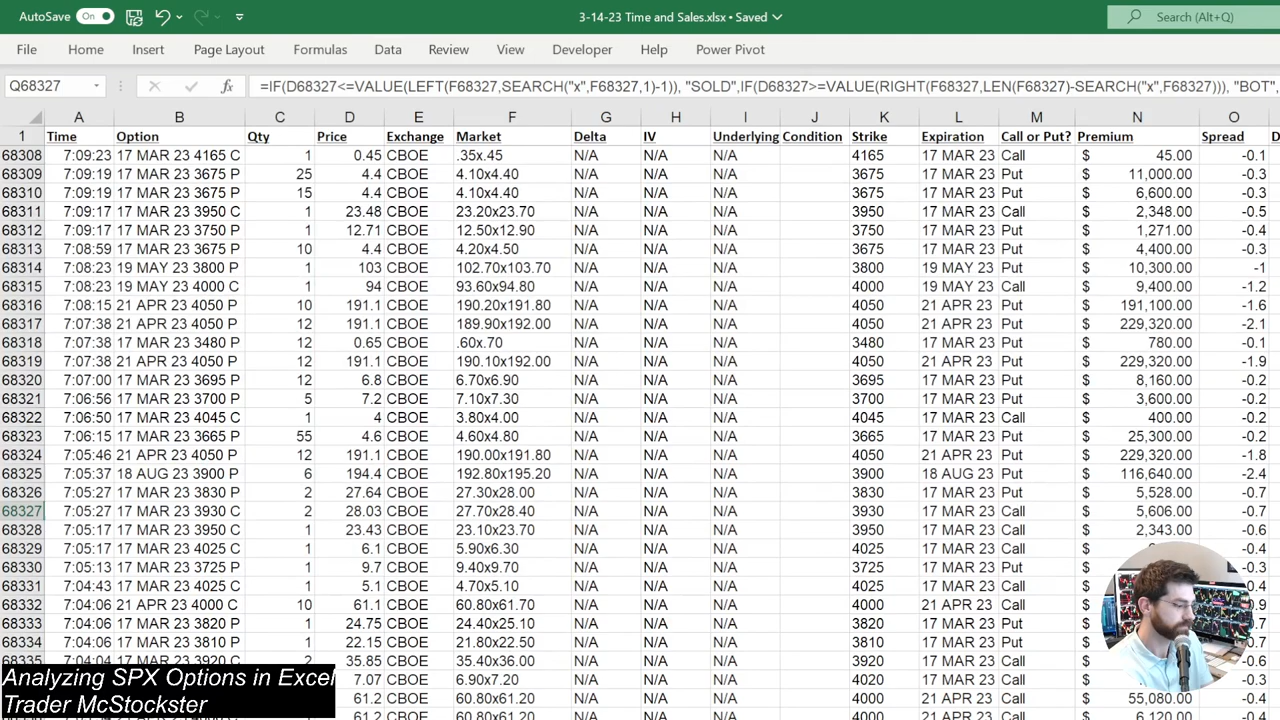 AutoSave On 3-14-23 Time and Sales.xlsx • Saved Search (Alt+Q)
File Home Insert Page Layout Formulas Data Review View Developer Help Power Pivot
Q68327 fx =IF(D68327<=VALUE(LEFT(F68327,SEARCH("x",F68327,1)-1)), "SOLD",IF(D68327>=VALUE(RIGHT(F68327,LEN(F68327)-SEARCH("x",F68327))), "BOT",
A B C D E F G H I J K L M N O
1 Time Option Qty Price Exchange Market Delta IV Underlying Condition Strike Expiration Call or Put? Premium Spread D
68308 7:09:23 17 MAR 23 4165 C 1 0.45 CBOE .35x.45 N/A N/A N/A 4165 17 MAR 23 Call $ 45.00 -0.1
68309 7:09:19 17 MAR 23 3675 P 25 4.4 CBOE 4.10x4.40 N/A N/A N/A 3675 17 MAR 23 Put $ 11,000.00 -0.3
68310 7:09:19 17 MAR 23 3675 P 15 4.4 CBOE 4.10x4.40 N/A N/A N/A 3675 17 MAR 23 Put $ 6,600.00 -0.3
68311 7:09:17 17 MAR 23 3950 C 1 23.48 CBOE 23.20x23.70 N/A N/A N/A 3950 17 MAR 23 Call $ 2,348.00 -0.5
68312 7:09:17 17 MAR 23 3750 P 1 12.71 CBOE 12.50x12.90 N/A N/A N/A 3750 17 MAR 23 Put $ 1,271.00 -0.4
68313 7:08:59 17 MAR 23 3675 P 10 4.4 CBOE 4.20x4.50 N/A N/A N/A 3675 17 MAR 23 Put $ 4,400.00 -0.3
68314 7:08:23 19 MAY 23 3800 P 1 103 CBOE 102.70x103.70 N/A N/A N/A 3800 19 MAY 23 Put $ 10,300.00 -1
68315 7:08:23 19 MAY 23 4000 C 1 94 CBOE 93.60x94.80 N/A N/A N/A 4000 19 MAY 23 Call $ 9,400.00 -1.2
68316 7:08:15 21 APR 23 4050 P 10 191.1 CBOE 190.20x191.80 N/A N/A N/A 4050 21 APR 23 Put $ 191,100.00 -1.6
68317 7:07:38 21 APR 23 4050 P 12 191.1 CBOE 189.90x192.00 N/A N/A N/A 4050 21 APR 23 Put $ 229,320.00 -2.1
68318 7:07:38 17 MAR 23 3480 P 12 0.65 CBOE .60x.70 N/A N/A N/A 3480 17 MAR 23 Put $ 780.00 -0.1
68319 7:07:38 21 APR 23 4050 P 12 191.1 CBOE 190.10x192.00 N/A N/A N/A 4050 21 APR 23 Put $ 229,320.00 -1.9
68320 7:07:00 17 MAR 23 3695 P 12 6.8 CBOE 6.70x6.90 N/A N/A N/A 3695 17 MAR 23 Put $ 8,160.00 -0.2
68321 7:06:56 17 MAR 23 3700 P 5 7.2 CBOE 7.10x7.30 N/A N/A N/A 3700 17 MAR 23 Put $ 3,600.00 -0.2
68322 7:06:50 17 MAR 23 4045 C 1 4 CBOE 3.80x4.00 N/A N/A N/A 4045 17 MAR 23 Call $ 400.00 -0.2
68323 7:06:15 17 MAR 23 3665 P 55 4.6 CBOE 4.60x4.80 N/A N/A N/A 3665 17 MAR 23 Put $ 25,300.00 -0.2
68324 7:05:46 21 APR 23 4050 P 12 191.1 CBOE 190.00x191.80 N/A N/A N/A 4050 21 APR 23 Put $ 229,320.00 -1.8
68325 7:05:37 18 AUG 23 3900 P 6 194.4 CBOE 192.80x195.20 N/A N/A N/A 3900 18 AUG 23 Put $ 116,640.00 -2.4
68326 7:05:27 17 MAR 23 3830 P 2 27.64 CBOE 27.30x28.00 N/A N/A N/A 3830 17 MAR 23 Put $ 5,528.00 -0.7
68327 7:05:27 17 MAR 23 3930 C 2 28.03 CBOE 27.70x28.40 N/A N/A N/A 3930 17 MAR 23 Call $ 5,606.00 -0.7
68328 7:05:17 17 MAR 23 3950 C 1 23.43 CBOE 23.10x23.70 N/A N/A N/A 3950 17 MAR 23 Call $ 2,343.00 -0.6
68329 7:05:17 17 MAR 23 4025 C 1 6.1 CBOE 5.90x6.30 N/A N/A N/A 4025 17 MAR 23 Call $ -0.4
68330 7:05:13 17 MAR 23 3725 P 1 9.7 CBOE 9.40x9.70 N/A N/A N/A 3725 17 MAR 23 Put $ -0.3
68331 7:04:43 17 MAR 23 4025 C 1 5.1 CBOE 4.70x5.10 N/A N/A N/A 4025 17 MAR 23 Call $ -0.4
68332 7:04:06 21 APR 23 4000 C 10 61.1 CBOE 60.80x61.70 N/A N/A N/A 4000 21 APR 23 Call $
68333 7:04:06 17 MAR 23 3820 P 1 24.75 CBOE 24.40x25.10 N/A N/A N/A 3820 17 MAR 23 Put $
68334 7:04:06 17 MAR 23 3810 P 1 22.15 CBOE 21.80x22.50 N/A N/A N/A 3810 17 MAR 23 Put $
68335 7:04:04 17 MAR 23 3920 C 2 35.85 CBOE 35.40x36.00 N/A N/A N/A 3920 17 MAR 23 Call $ -0.6
7.07 CBOE 6.90x7.20 N/A N/A N/A 4020 17 MAR 23 Call $ -0.3
61.2 CBOE 60.80x61.20 N/A N/A N/A 4000 21 APR 23 Call $ 55,080.00 -0.4
61.2 CBOE 60.80x61.20 N/A N/A N/A 4000 21 APR 23 Call $ 6,120.00 -0.4
Analyzing SPX Options in Excel
Trader McStockster